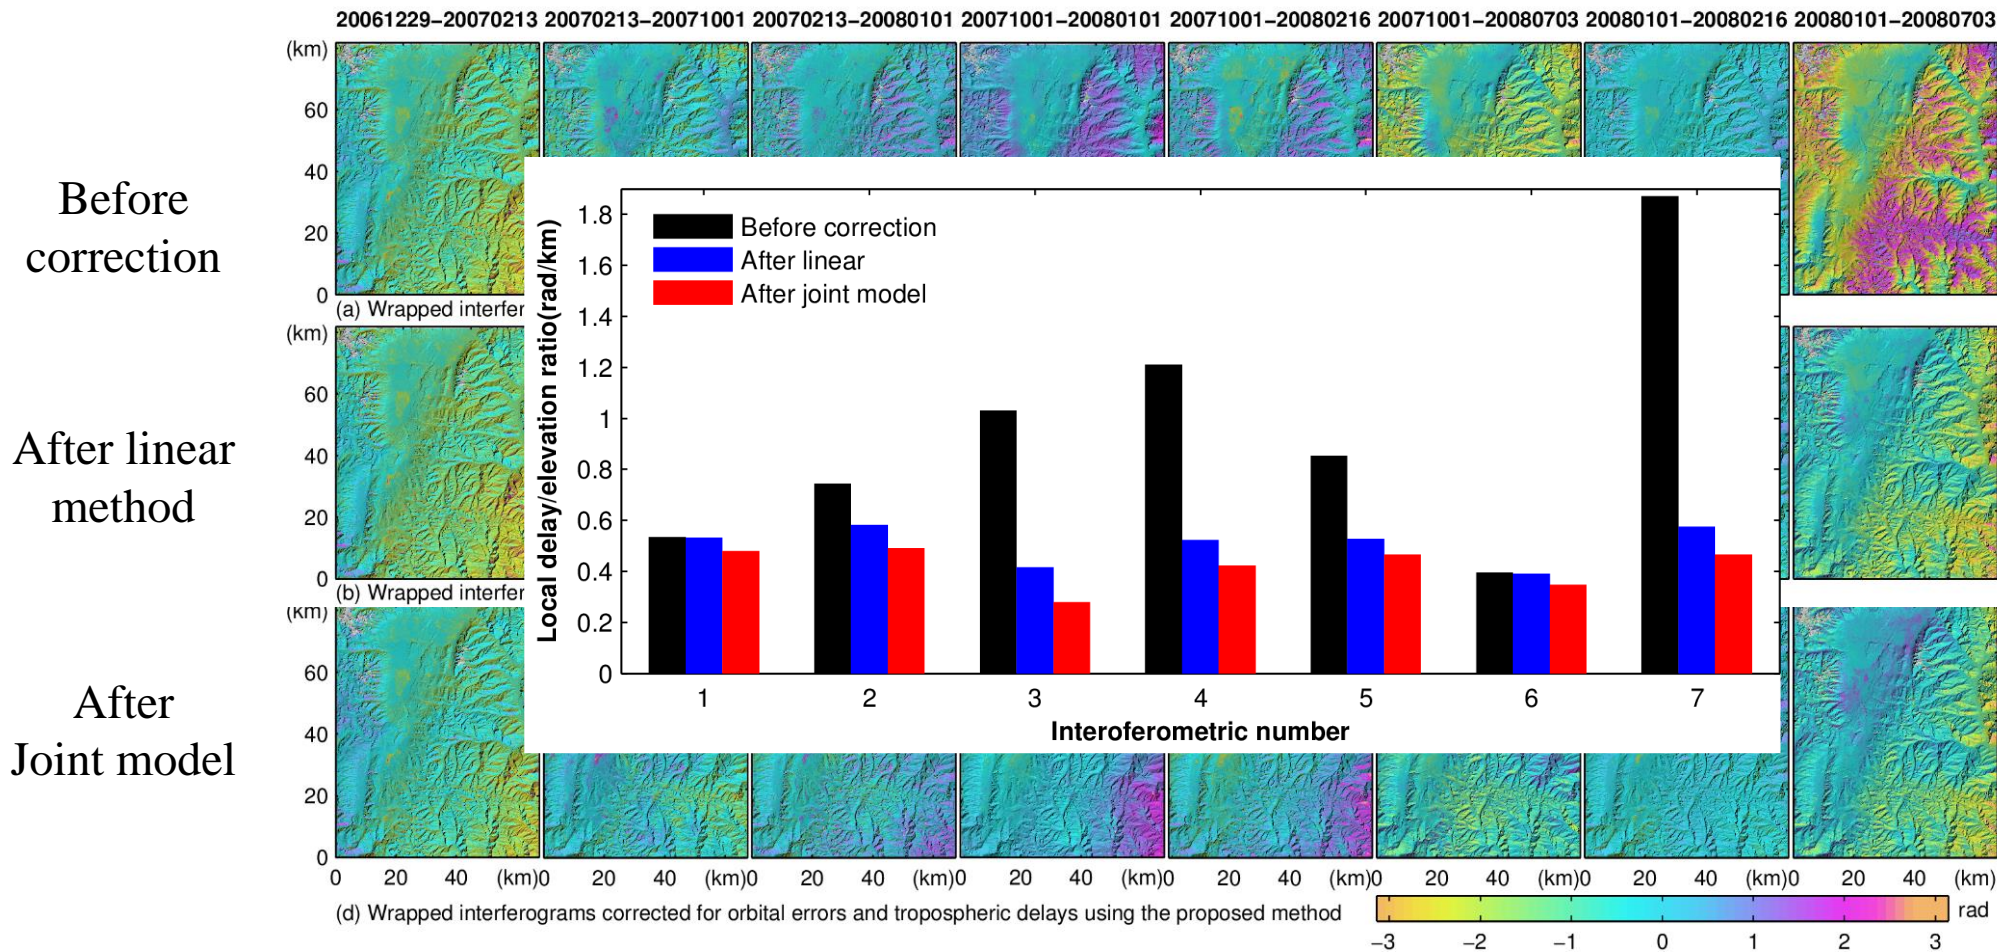 20061229−20070213 20070213−20071001 20070213−20080101 20071001−20080101 20071001−20080216 20071001−20080703 20080101−20080216 20080101−20080703
(km)
60
40
20
0
Before
correction
(a) Wrapped interfer
(km)
60
40
20
0
After linear
method
(b) Wrapped interfer
(km)
60
40
20
0
After
Joint model
Local delay/elevation ratio(rad/km)
1.8
1.6
1.4
1.2
1
0.8
0.6
0.4
0.2
0
Before correction
After linear
After joint model
1 2 3 4 5 6 7
Interoferometric number
0 20 40 (km)0 20 40 (km)0 20 40 (km)0 20 40 (km)0 20 40 (km)0 20 40 (km)0 20 40 (km)0 20 40 (km)
(d) Wrapped interferograms corrected for orbital errors and tropospheric delays using the proposed method
rad
−3 −2 −1 0 1 2 3